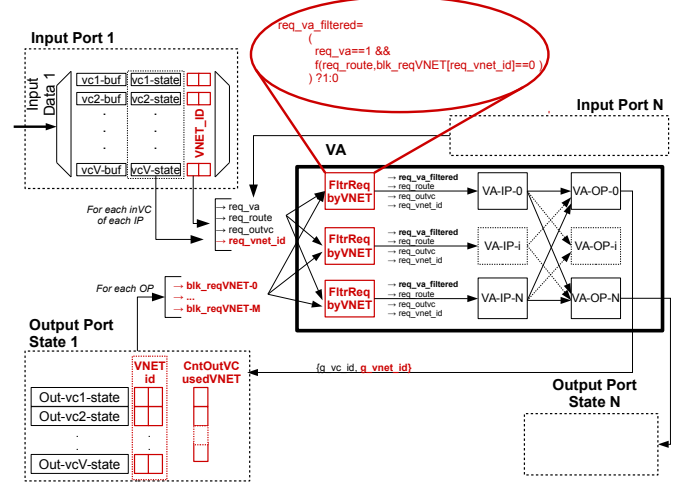 req_va_filtered=
(
req_va==1 &&
f(req_route,blk_reqVNET[req_vnet_id]==0 )
) ?1:0
Input Port 1
Input
Data 1
vc1-buf vc1-state
vc2-buf vc2-state
. .
. .
. .
vcV-buf vcV-state
VNET_ID
Input Port N
VA
For each inVC
of each IP
→ req_va
→ req_route
→ req_outvc
→ req_vnet_id
For each OP
→ blk_reqVNET-0
→ ...
→ blk_reqVNET-M
FltrReq
byVNET
→ req_va_filtered
→ req_route
→ req_outvc
→ req_vnet_id
VA-IP-0
VA-OP-0
FltrReq
byVNET
→ req_va_filtered
→ req_route
→ req_outvc
→ req_vnet_id
VA-IP-i
VA-OP-i
FltrReq
byVNET
→ req_va_filtered
→ req_route
→ req_outvc
→ req_vnet_id
VA-IP-N
VA-OP-N
Output Port
State 1
VNET
id
CntOutVC
usedVNET
Out-vc1-state
Out-vc2-state
. .
. .
Out-vcV-state
{g_vc_id, g_vnet_id}
Output Port
State N